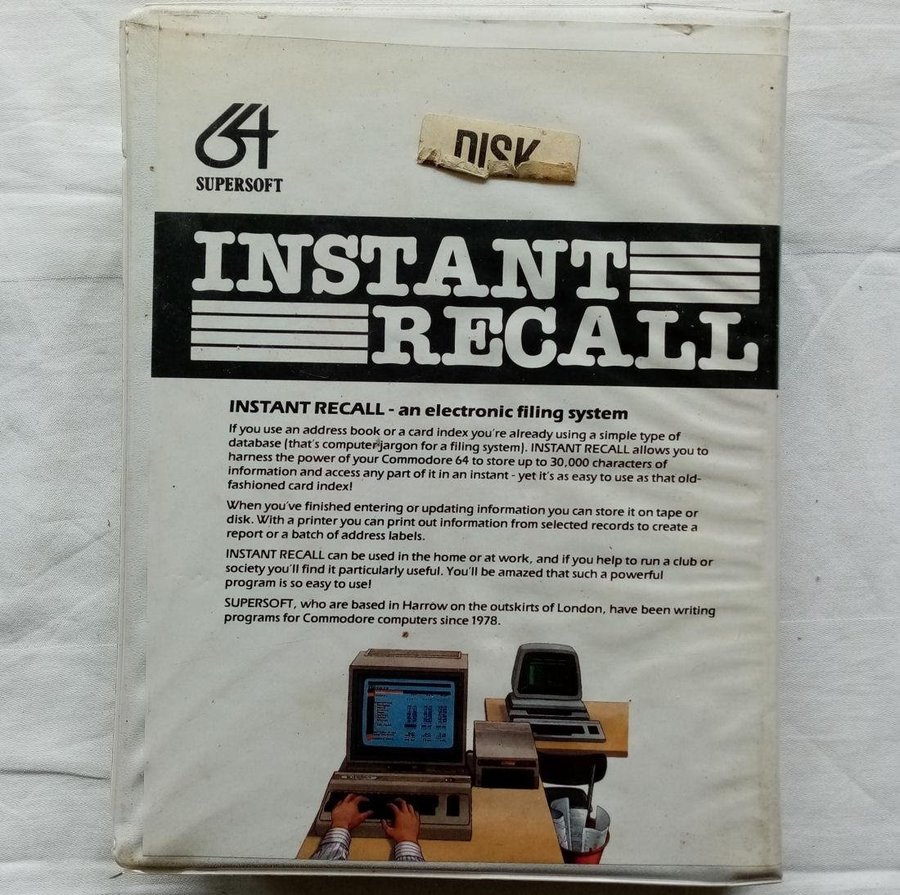 64
SUPERSOFT
DISK
INSTANT
RECALL
INSTANT RECALL - an electronic filing system
If you use an address book or a card index you're already using a simple type of
database (that's computer jargon for a filing system). INSTANT RECALL allows you to
harness the power of your Commodore 64 to store up to 30,000 characters of
information and access any part of it in an instant - yet it's as easy to use as that old-
fashioned card index!
When you've finished entering or updating information you can store it on tape or
disk. With a printer you can print out information from selected records to create a
report or a batch of address labels.
INSTANT RECALL can be used in the home or at work, and if you help to run a club or
society you'll find it particularly useful. You'll be amazed that such a powerful
program is so easy to use!
SUPERSOFT, who are based in Harrow on the outskirts of London, have been writing
programs for Commodore computers since 1978.